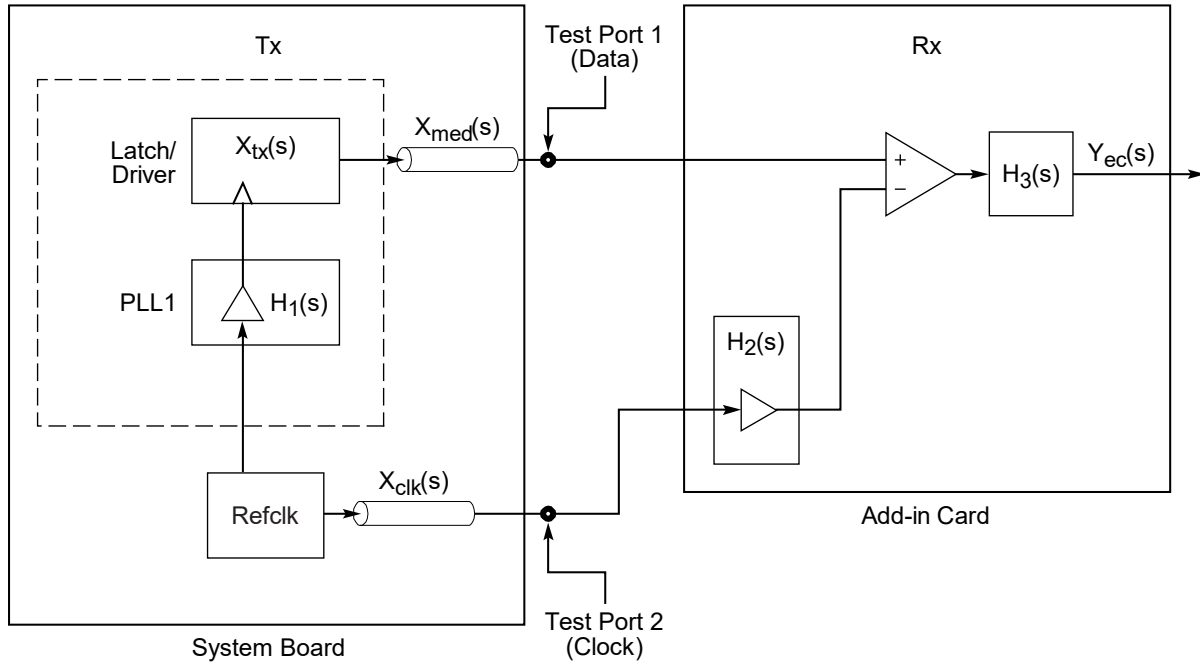 Tx
Test Port 1
(Data)
Rx
Latch/
Driver
Xtx(s)
Xmed(s)
+
−
H3(s)
Yec(s)
PLL1
H1(s)
H2(s)
Refclk
Xclk(s)
Add-in Card
Test Port 2
(Clock)
System Board